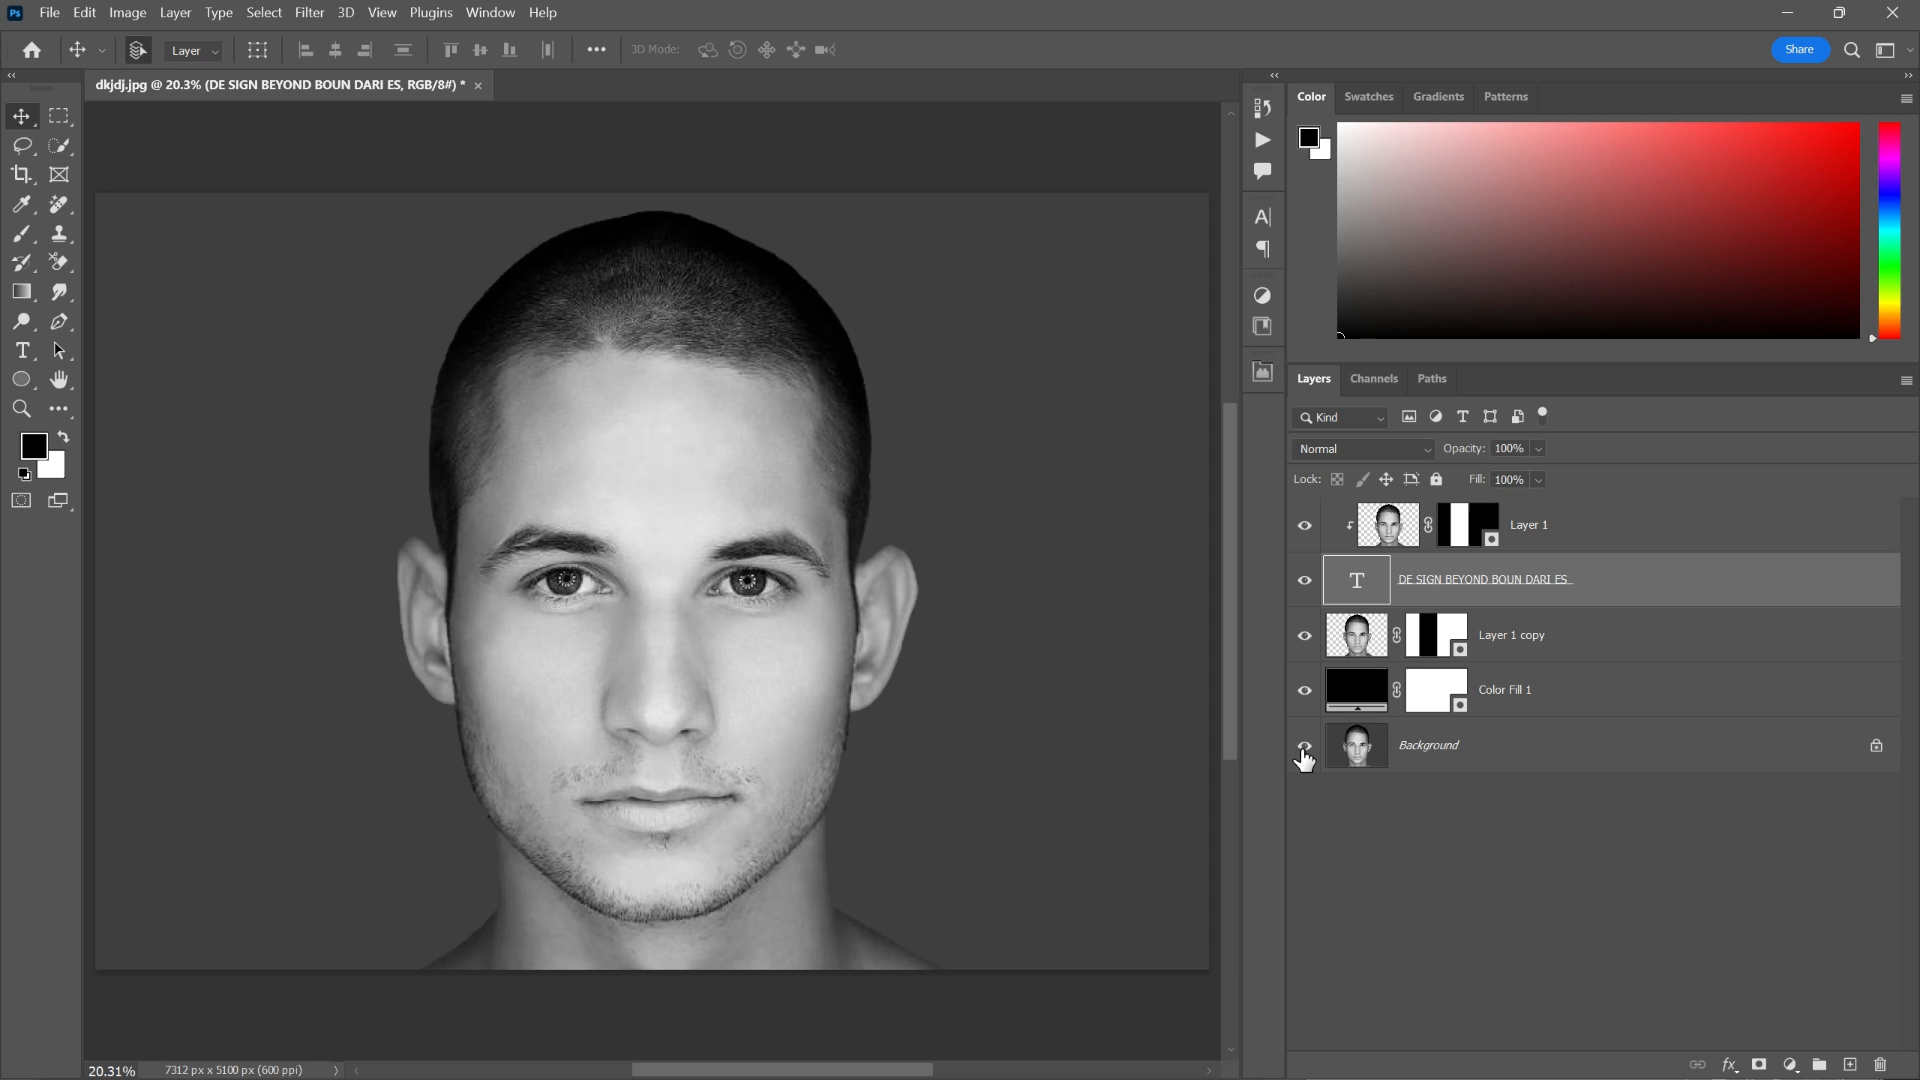 Ps File Edit Image Layer Type Select Filter 3D View Plugins Window Help
Layer 3D Mode: Share
dkjdj.jpg @ 20.3% (DE SIGN BEYOND BOUN DARI ES, RGB/8#) *
Color Swatches Gradients Patterns
Layers Channels Paths
Kind
Normal Opacity: 100%
Lock: Fill: 100%
Layer 1
T DE SIGN BEYOND BOUN DARI ES
Layer 1 copy
Color Fill 1
Background
20.31% 7312 px x 5100 px (600 ppi)
fx